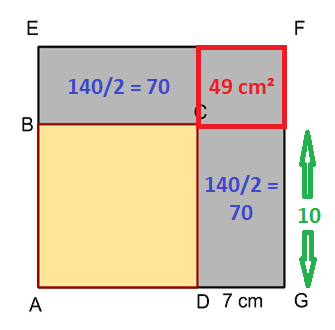 E
F
140/2 = 70
49 cm²
C
B
140/2 =
70
10
A
D
7 cm
G